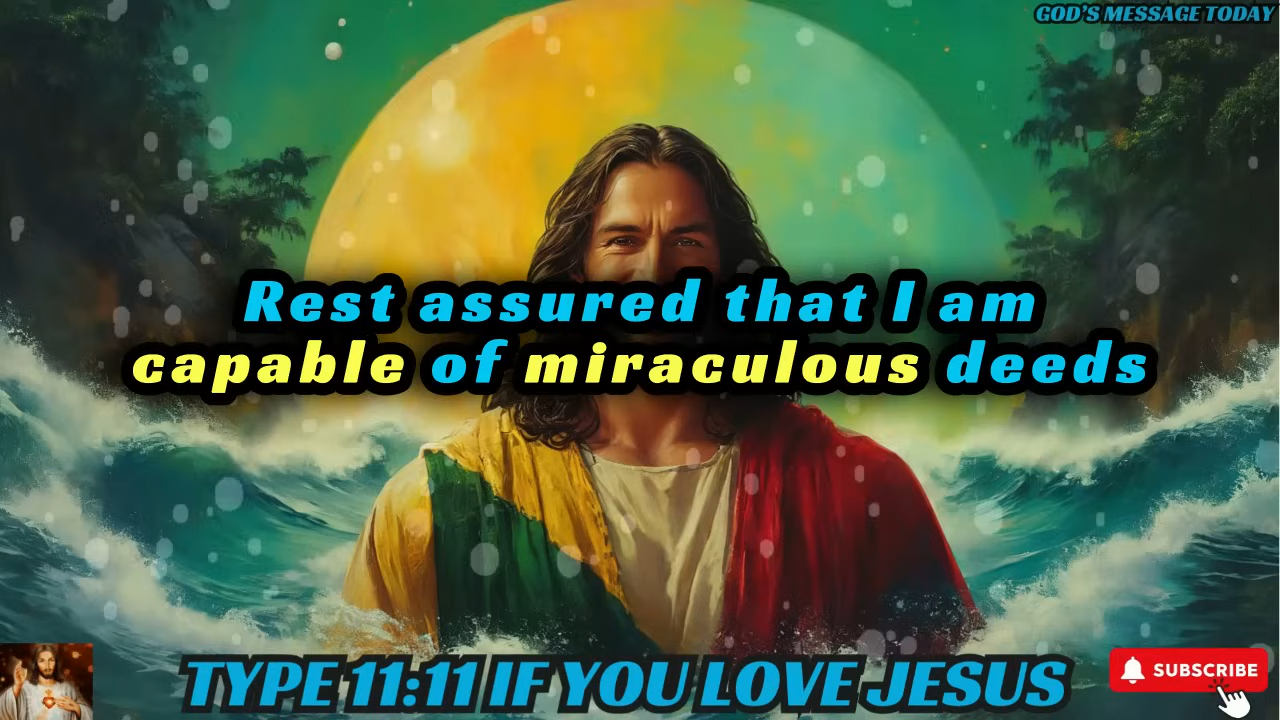 GOD'S MESSAGE TODAY
Rest assured that I am
capable of miraculous deeds
TYPE 11:11 IF YOU LOVE JESUS
SUBSCRIBE